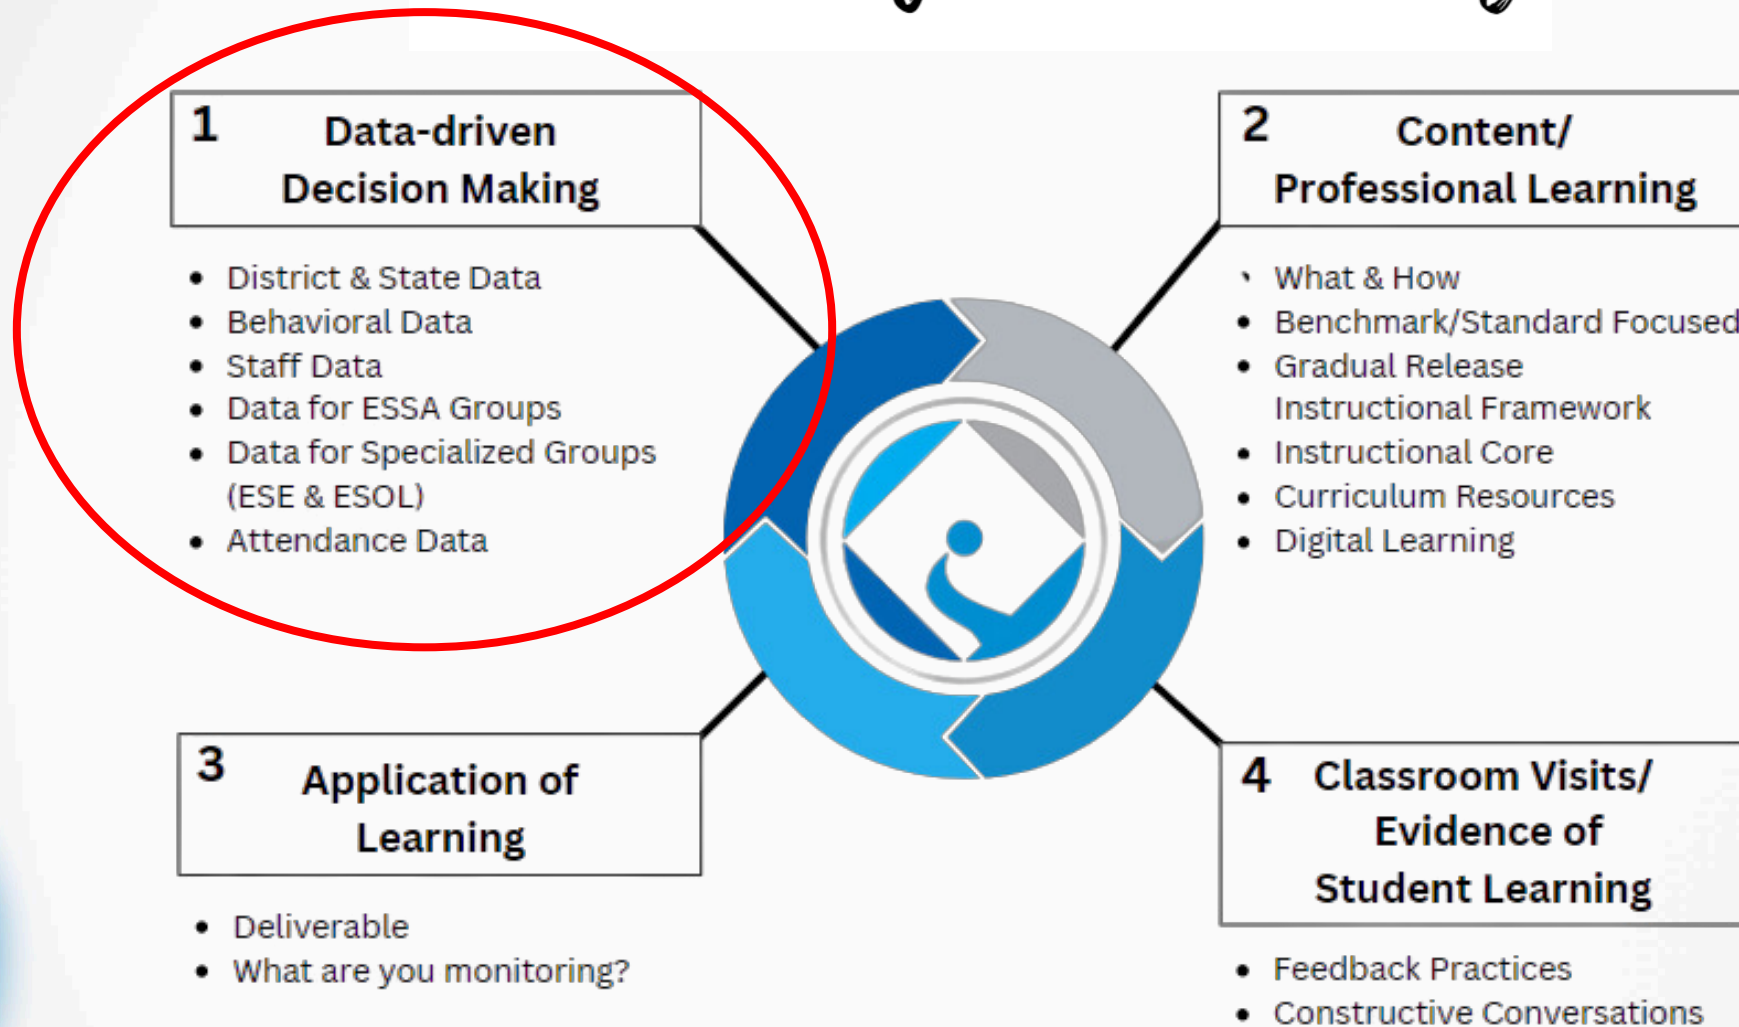 1 Data-driven
Decision Making
• District & State Data
• Behavioral Data
• Staff Data
• Data for ESSA Groups
• Data for Specialized Groups
(ESE & ESOL)
• Attendance Data
2 Content/
Professional Learning
• What & How
• Benchmark/Standard Focused
• Gradual Release
Instructional Framework
• Instructional Core
• Curriculum Resources
• Digital Learning
3 Application of
Learning
• Deliverable
• What are you monitoring?
4 Classroom Visits/
Evidence of
Student Learning
• Feedback Practices
• Constructive Conversations